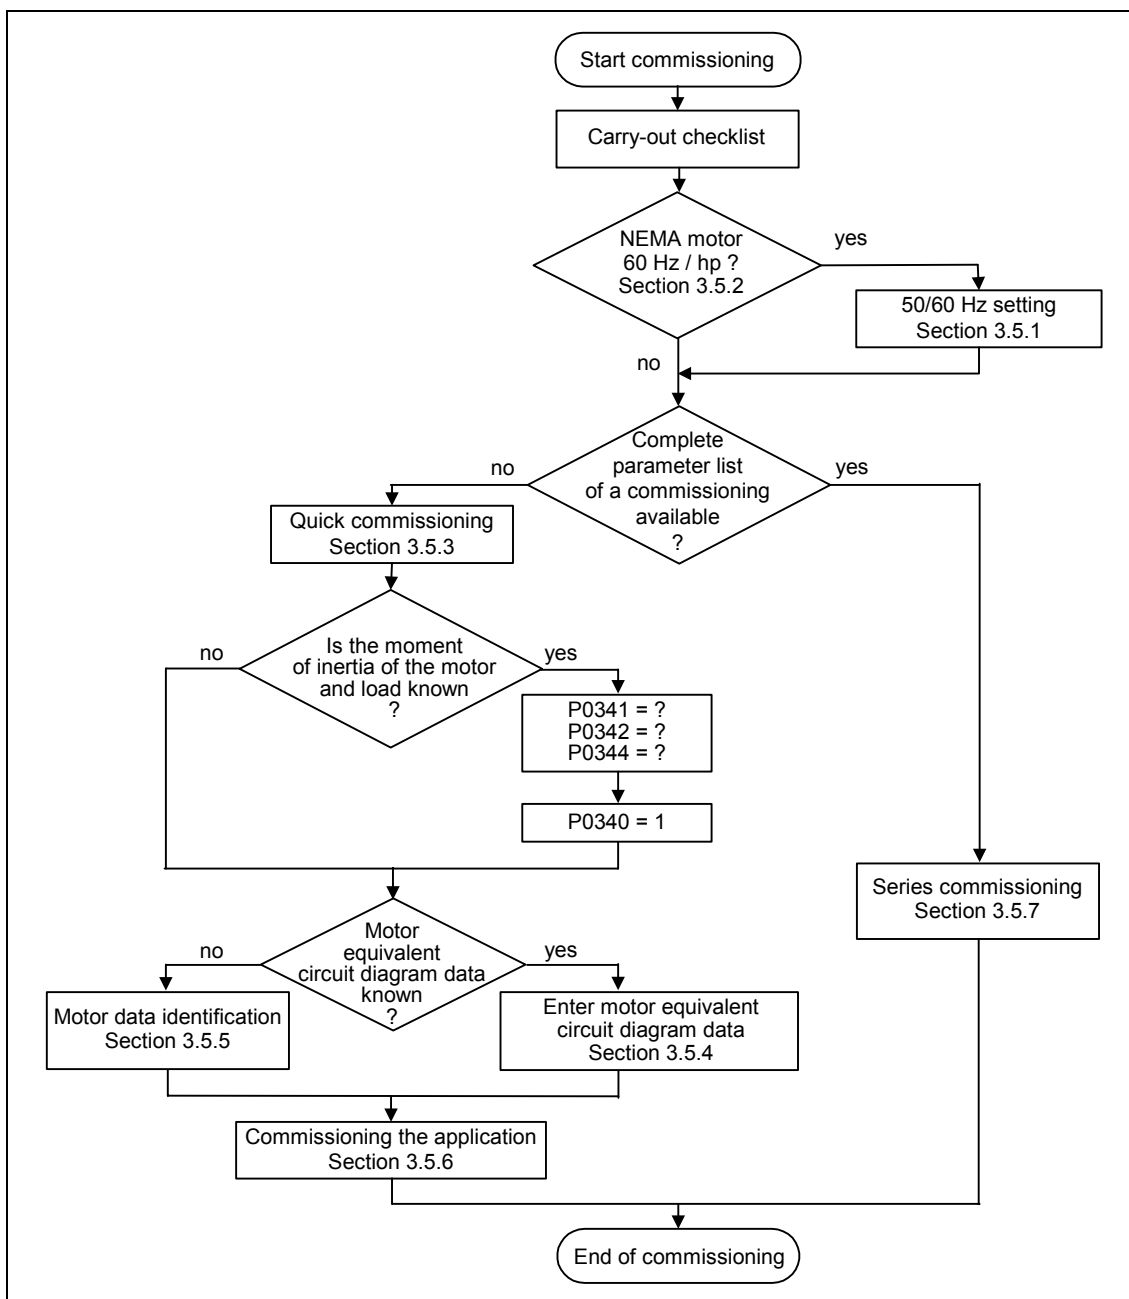 Start commissioning
Carry-out checklist
NEMA motor
60 Hz / hp ?
Section 3.5.2
yes
50/60 Hz setting
Section 3.5.1
no
Complete
parameter list
of a commissioning
available
?
no
yes
Quick commissioning
Section 3.5.3
Is the moment
of inertia of the motor
and load known
?
no
yes
P0341 = ?
P0342 = ?
P0344 = ?
P0340 = 1
Series commissioning
Section 3.5.7
Motor
equivalent
circuit diagram data
known
?
no
yes
Motor data identification
Section 3.5.5
Enter motor equivalent
circuit diagram data
Section 3.5.4
Commissioning the application
Section 3.5.6
End of commissioning